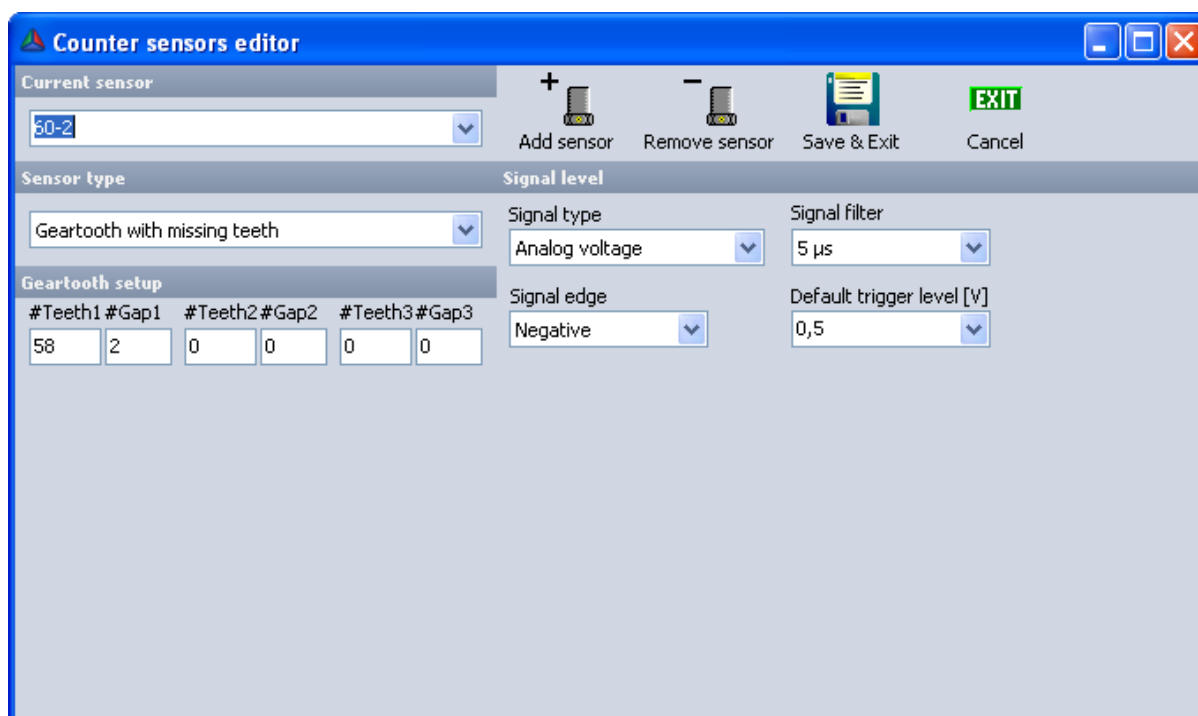 Counter sensors editor
Current sensor
60-2
Add sensor
Remove sensor
Save & Exit
EXIT
Cancel
Sensor type
Geartooth with missing teeth
Geartooth setup
#Teeth1 #Gap1 #Teeth2 #Gap2 #Teeth3 #Gap3
58 2 0 0 0 0
Signal level
Signal type
Analog voltage
Signal filter
5 µs
Signal edge
Negative
Default trigger level [V]
0,5